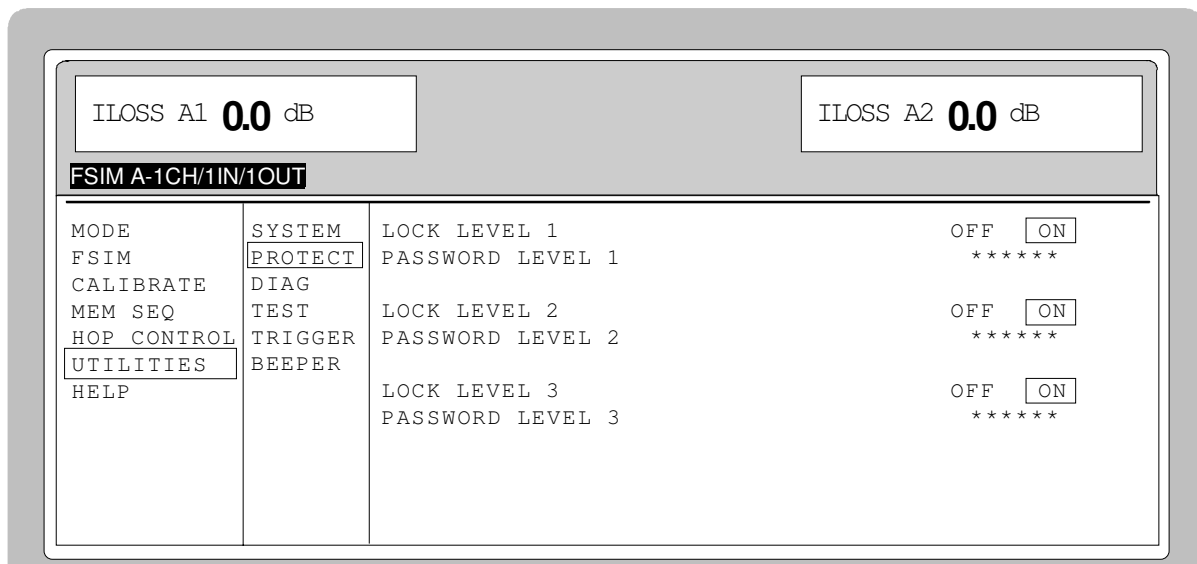 ILOSS A1 0.0 dB
ILOSS A2 0.0 dB
FSIM A-1CH/1IN/1OUT
MODE
FSIM
CALIBRATE
MEM SEQ
HOP CONTROL
UTILITIES
HELP
SYSTEM
PROTECT
DIAG
TEST
TRIGGER
BEEPER
LOCK LEVEL 1 OFF ON
PASSWORD LEVEL 1 ******
LOCK LEVEL 2 OFF ON
PASSWORD LEVEL 2 ******
LOCK LEVEL 3 OFF ON
PASSWORD LEVEL 3 ******